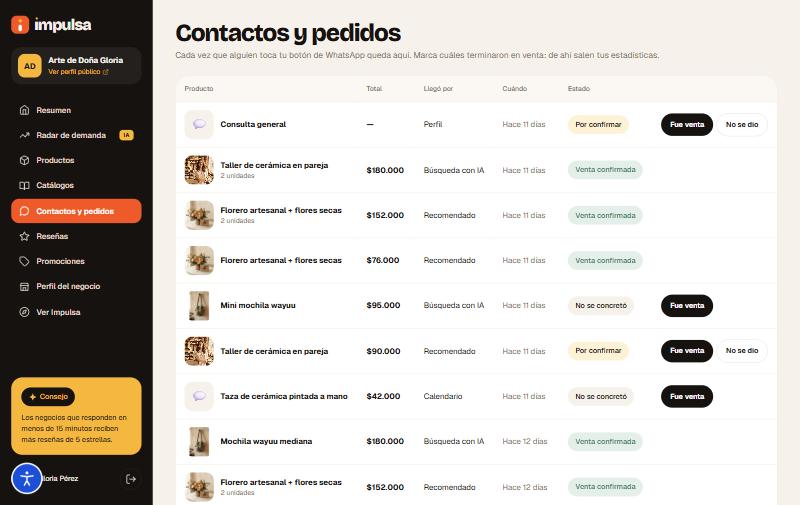 impulsa
AD
Arte de Doña Gloria
Ver perfil público
Resumen
Radar de demanda
IA
Productos
Catálogos
Contactos y pedidos
Reseñas
Promociones
Perfil del negocio
Ver Impulsa
Consejo
Los negocios que responden en
menos de 15 minutos reciben
más reseñas de 5 estrellas.
loria Pérez
Contactos y pedidos
Cada vez que alguien toca tu botón de WhatsApp queda aquí. Marca cuáles terminaron en venta: de ahí salen tus estadísticas.
Producto Total Llegó por Cuándo Estado
Consulta general — Perfil Hace 11 días Por confirmar Fue venta No se dio
Taller de cerámica en pareja $180.000 Búsqueda con IA Hace 11 días Venta confirmada
2 unidades
Florero artesanal + flores secas $152.000 Recomendado Hace 11 días Venta confirmada
2 unidades
Florero artesanal + flores secas $76.000 Recomendado Hace 11 días Venta confirmada
Mini mochila wayuu $95.000 Búsqueda con IA Hace 11 días No se concretó Fue venta
Taller de cerámica en pareja $90.000 Recomendado Hace 11 días Por confirmar Fue venta No se dio
Taza de cerámica pintada a mano $42.000 Calendario Hace 11 días No se concretó Fue venta
Mochila wayuu mediana $180.000 Búsqueda con IA Hace 12 días Venta confirmada
Florero artesanal + flores secas $152.000 Recomendado Hace 12 días Venta confirmada
2 unidades